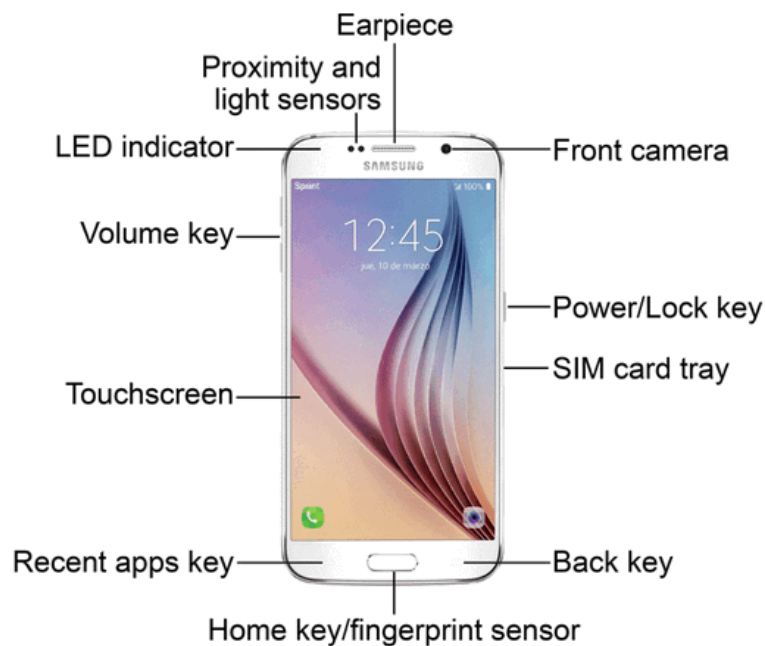 Earpiece
Proximity and
light sensors
LED indicator
Front camera
SAMSUNG
Sprint
100%
12:45
jue, 10 de marzo
Volume key
Power/Lock key
SIM card tray
Touchscreen
Recent apps key
Back key
Home key/fingerprint sensor